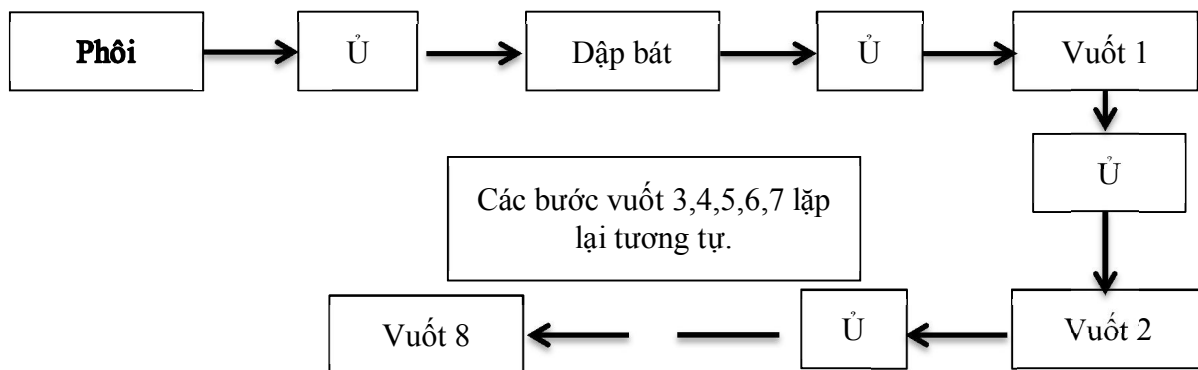 Phôi
Ủ
Dập bát
Ủ
Vuốt 1
Ủ
Các bước vuốt 3,4,5,6,7 lặp
lại tương tự.
Vuốt 2
Ủ
Vuốt 8